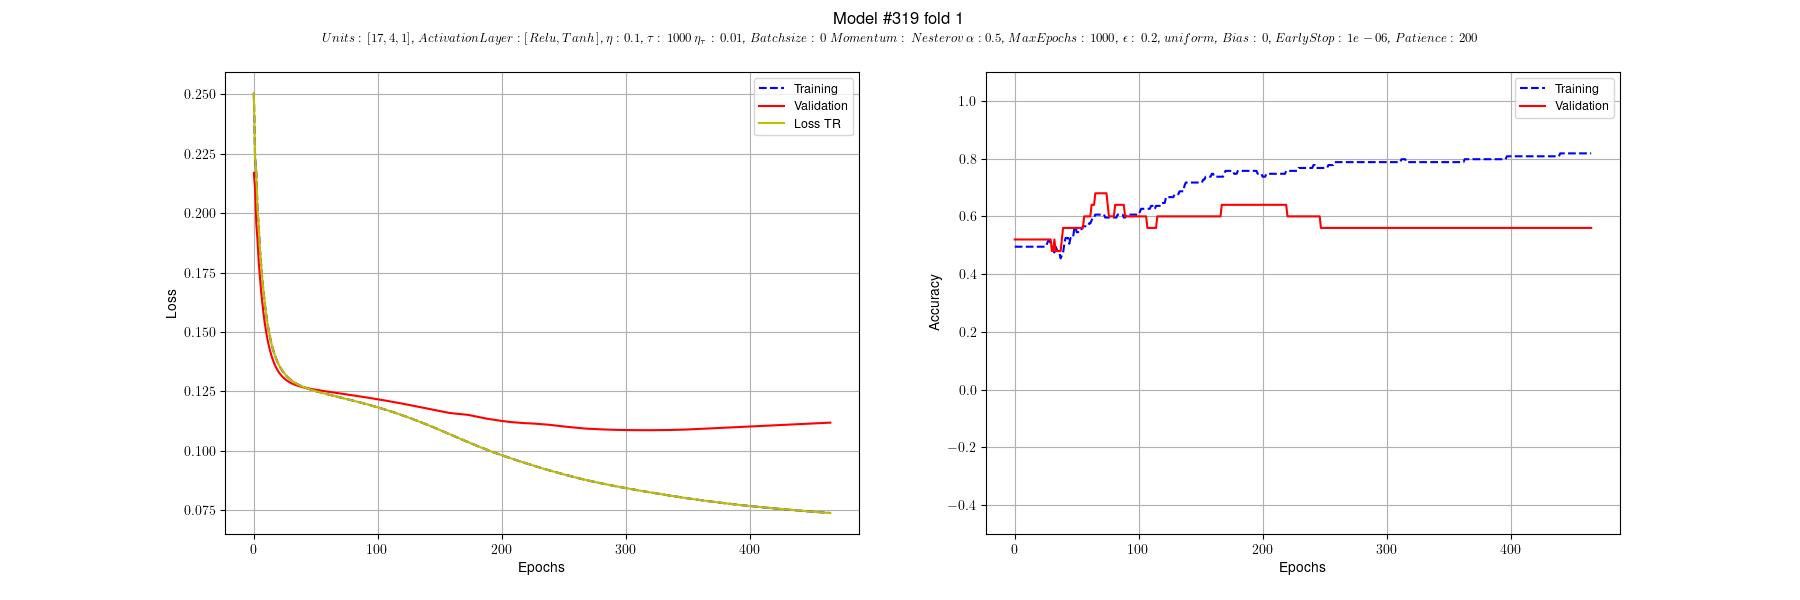 Model #319 fold 1
Units : [17, 4, 1], ActivationLayer : [Relu, Tanh], η : 0.1, τ : 1000 η_τ : 0.01, Batchsize : 0 Momentum : Nesterov α : 0.5, MaxEpochs : 1000, ϵ : 0.2, uniform, Bias : 0, EarlyStop : 1e − 06, Patience : 200
Loss
0.250
0.225
0.200
0.175
0.150
0.125
0.100
0.075
Training
Validation
Loss TR
0 100 200 300 400
Epochs
Accuracy
1.0
0.8
0.6
0.4
0.2
0.0
−0.2
−0.4
Training
Validation
0 100 200 300 400
Epochs